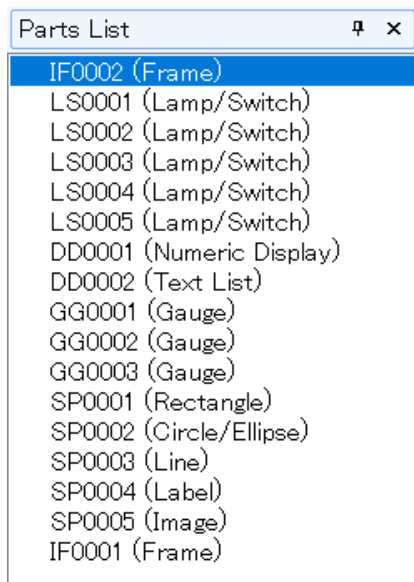 Parts List
IF0002 (Frame)
LS0001 (Lamp/Switch)
LS0002 (Lamp/Switch)
LS0003 (Lamp/Switch)
LS0004 (Lamp/Switch)
LS0005 (Lamp/Switch)
DD0001 (Numeric Display)
DD0002 (Text List)
GG0001 (Gauge)
GG0002 (Gauge)
GG0003 (Gauge)
SP0001 (Rectangle)
SP0002 (Circle/Ellipse)
SP0003 (Line)
SP0004 (Label)
SP0005 (Image)
IF0001 (Frame)